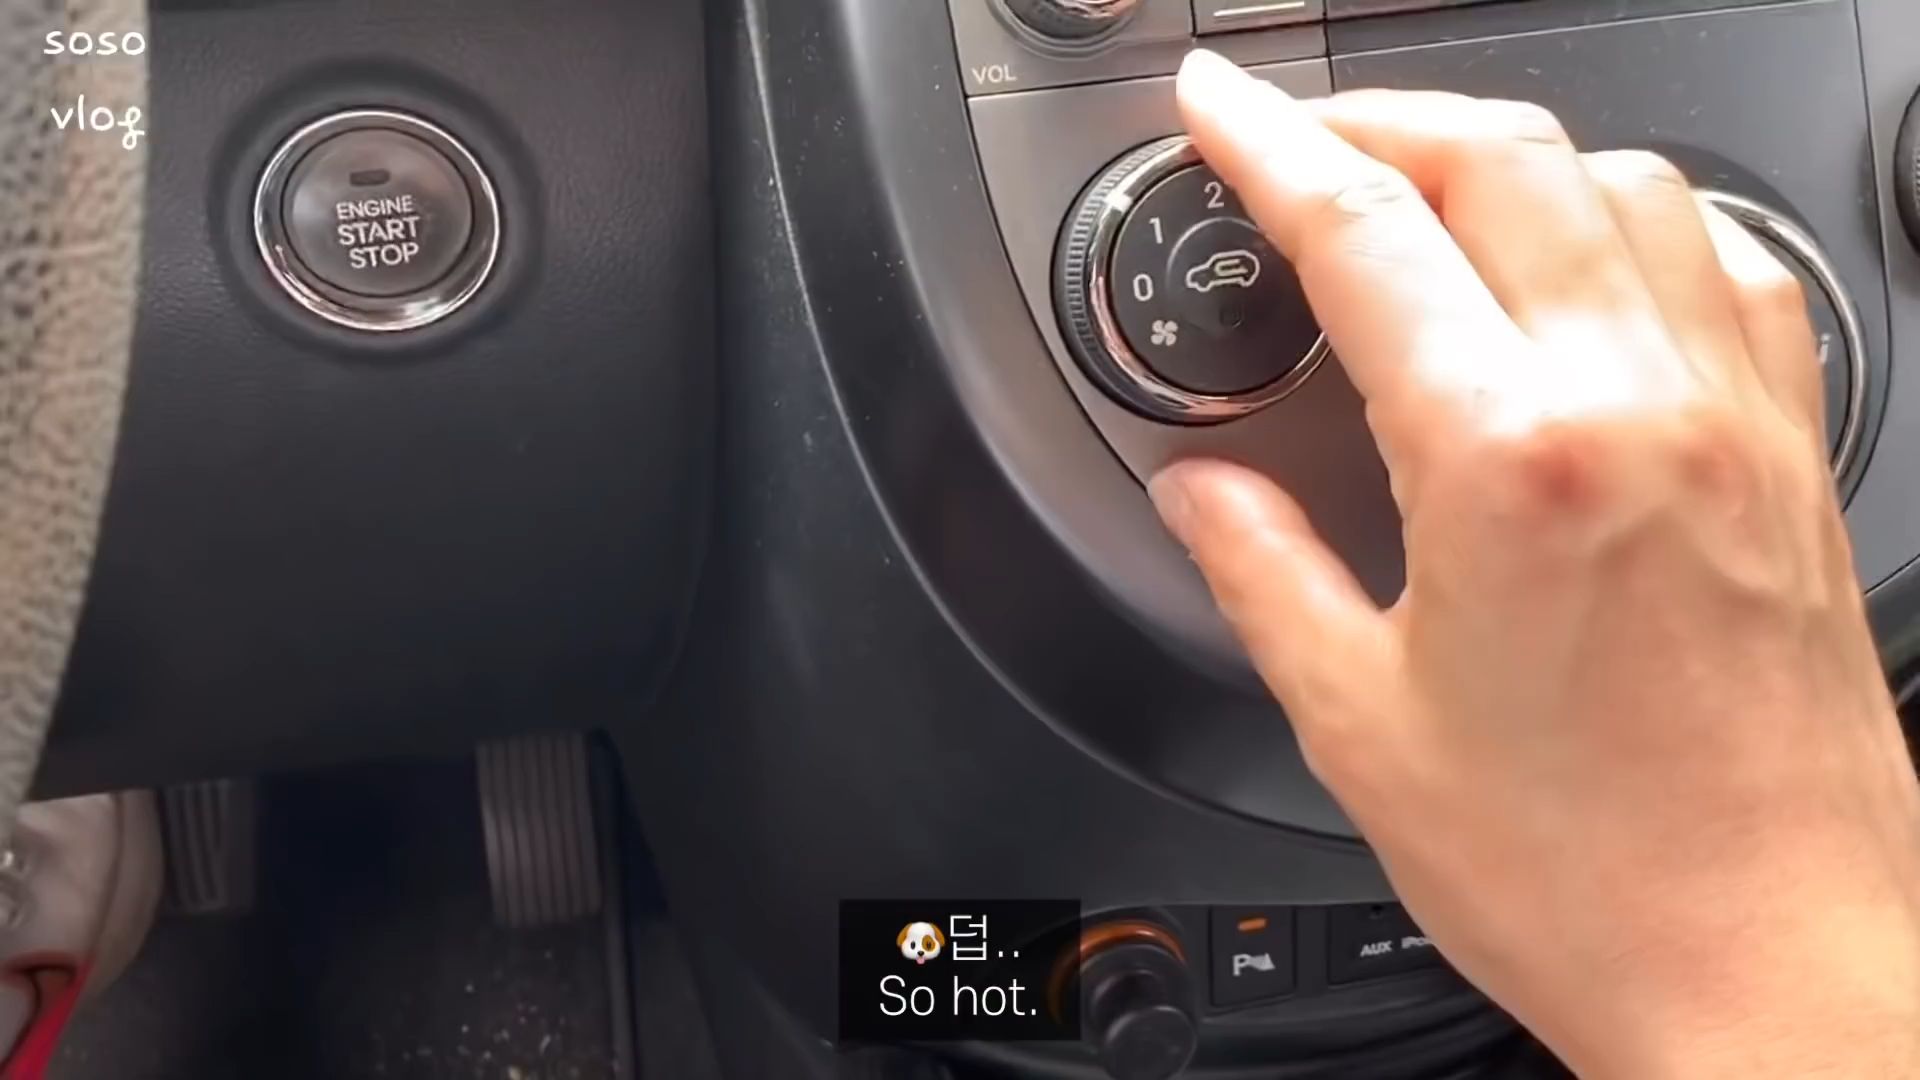 soso
vlog
VOL
ENGINE
START
STOP
2
1
0
AUX
🐶덥..
So hot.